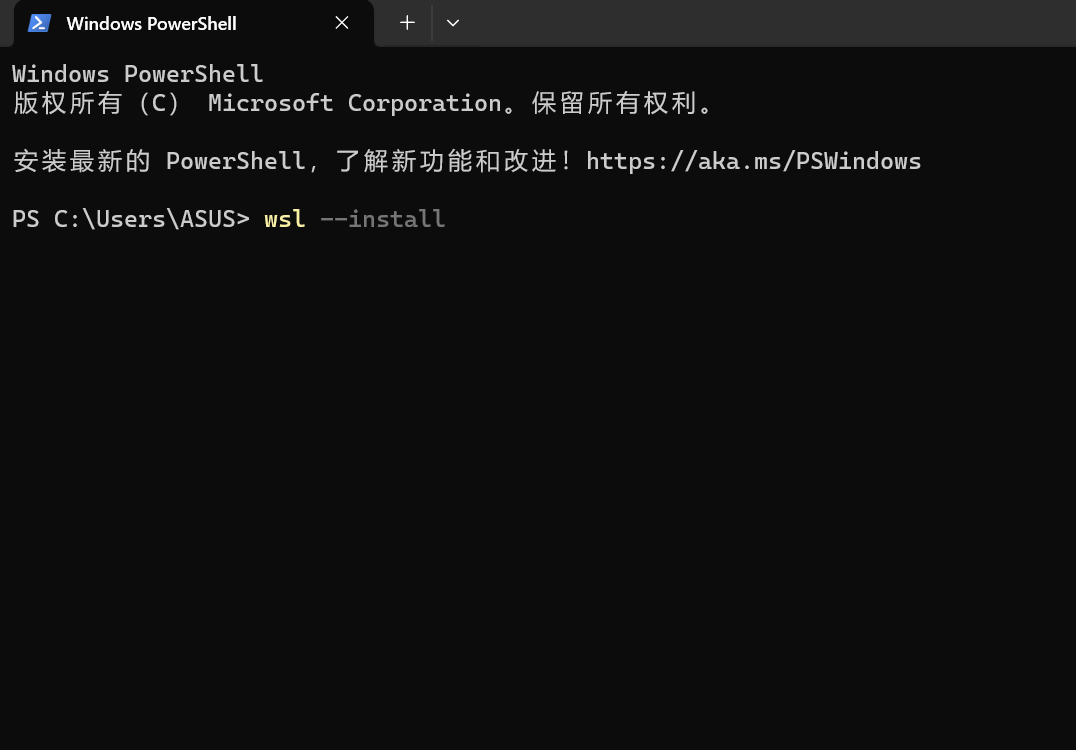 Windows PowerShell
Windows PowerShell
版权所有 (C) Microsoft Corporation。保留所有权利。
安装最新的 PowerShell，了解新功能和改进！https://aka.ms/PSWindows
PS C:\Users\ASUS> wsl --install